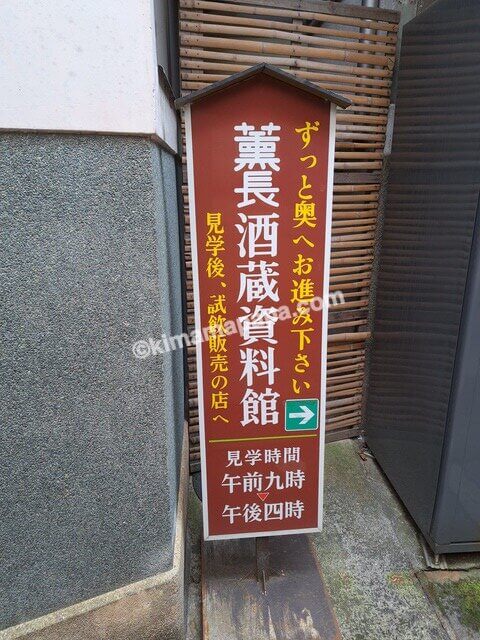 ずっと奥へお進み下さい
薫長酒蔵資料館
見学後、試飲販売の店へ
見学時間
午前九時
午後四時
©kimamatabia.com